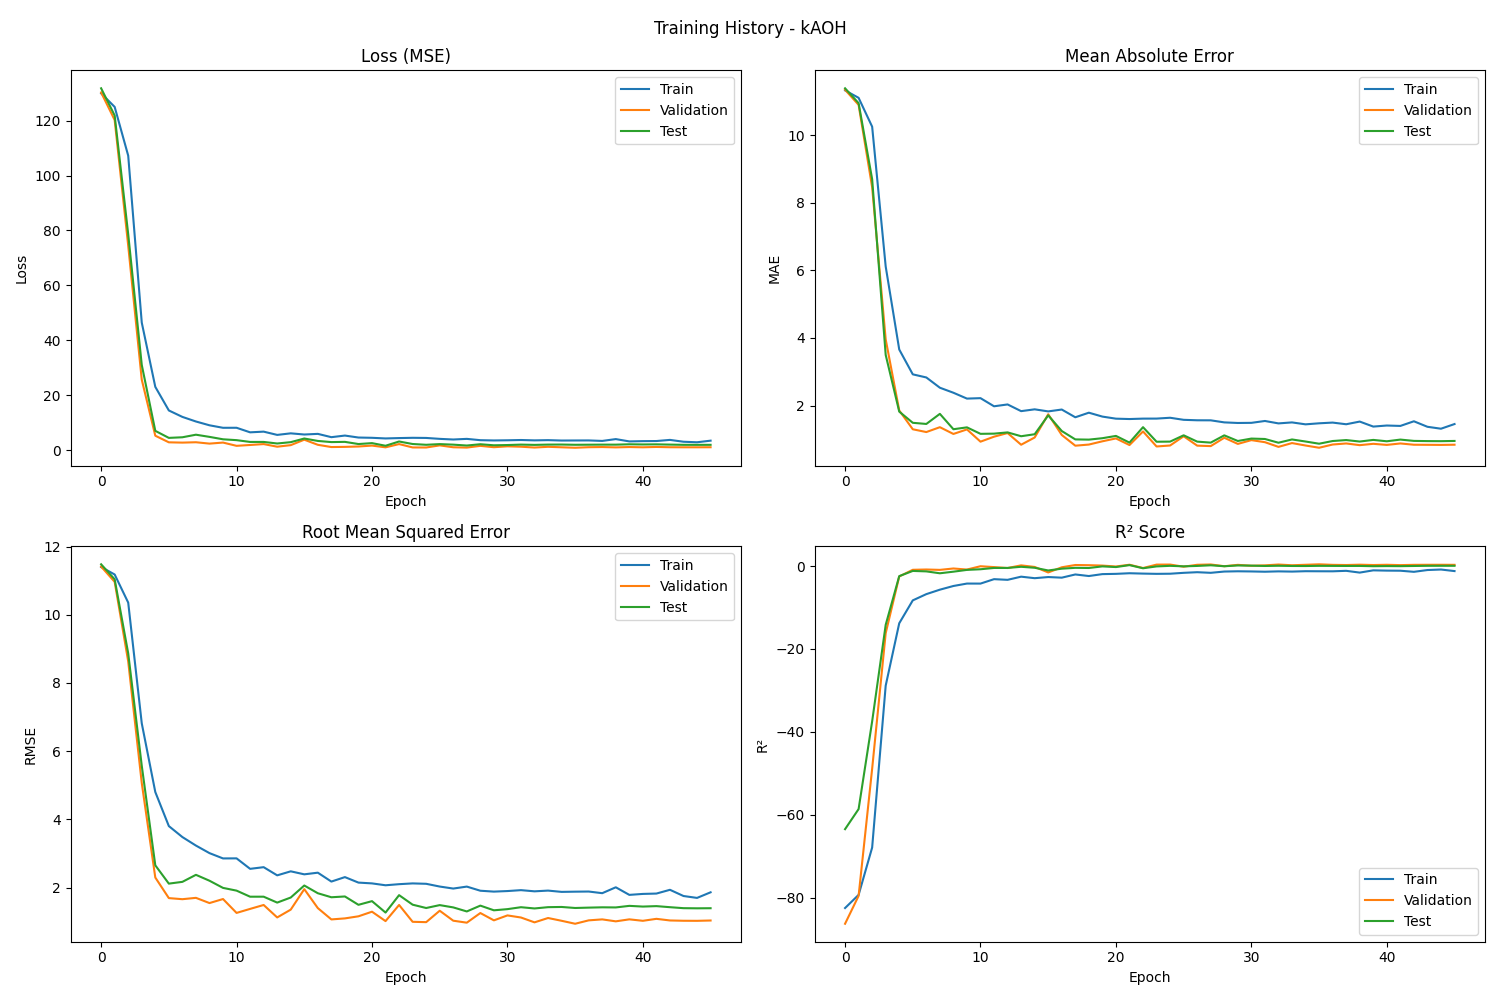 Training History - kAOH
Loss (MSE)
Loss
120
100
80
60
40
20
0
0 10 20 30 40
Epoch
Train
Validation
Test
Mean Absolute Error
MAE
10
8
6
4
2
0 10 20 30 40
Epoch
Train
Validation
Test
Root Mean Squared Error
RMSE
12
10
8
6
4
2
0 10 20 30 40
Epoch
Train
Validation
Test
R² Score
R²
0
−20
−40
−60
−80
0 10 20 30 40
Epoch
Train
Validation
Test